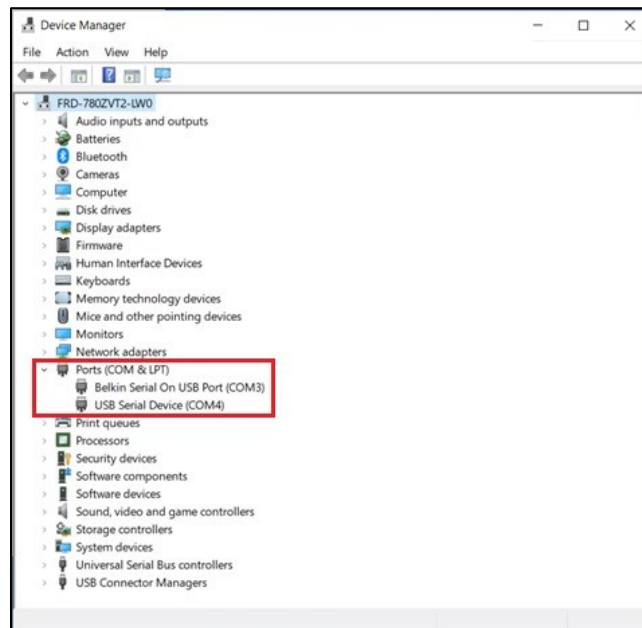 Device Manager
File Action View Help
FRD-780ZVT2-LW0
Audio inputs and outputs
Batteries
Bluetooth
Cameras
Computer
Disk drives
Display adapters
Firmware
Human Interface Devices
Keyboards
Memory technology devices
Mice and other pointing devices
Monitors
Network adapters
Ports (COM & LPT)
Belkin Serial On USB Port (COM3)
USB Serial Device (COM4)
Print queues
Processors
Security devices
Software components
Software devices
Sound, video and game controllers
Storage controllers
System devices
Universal Serial Bus controllers
USB Connector Managers